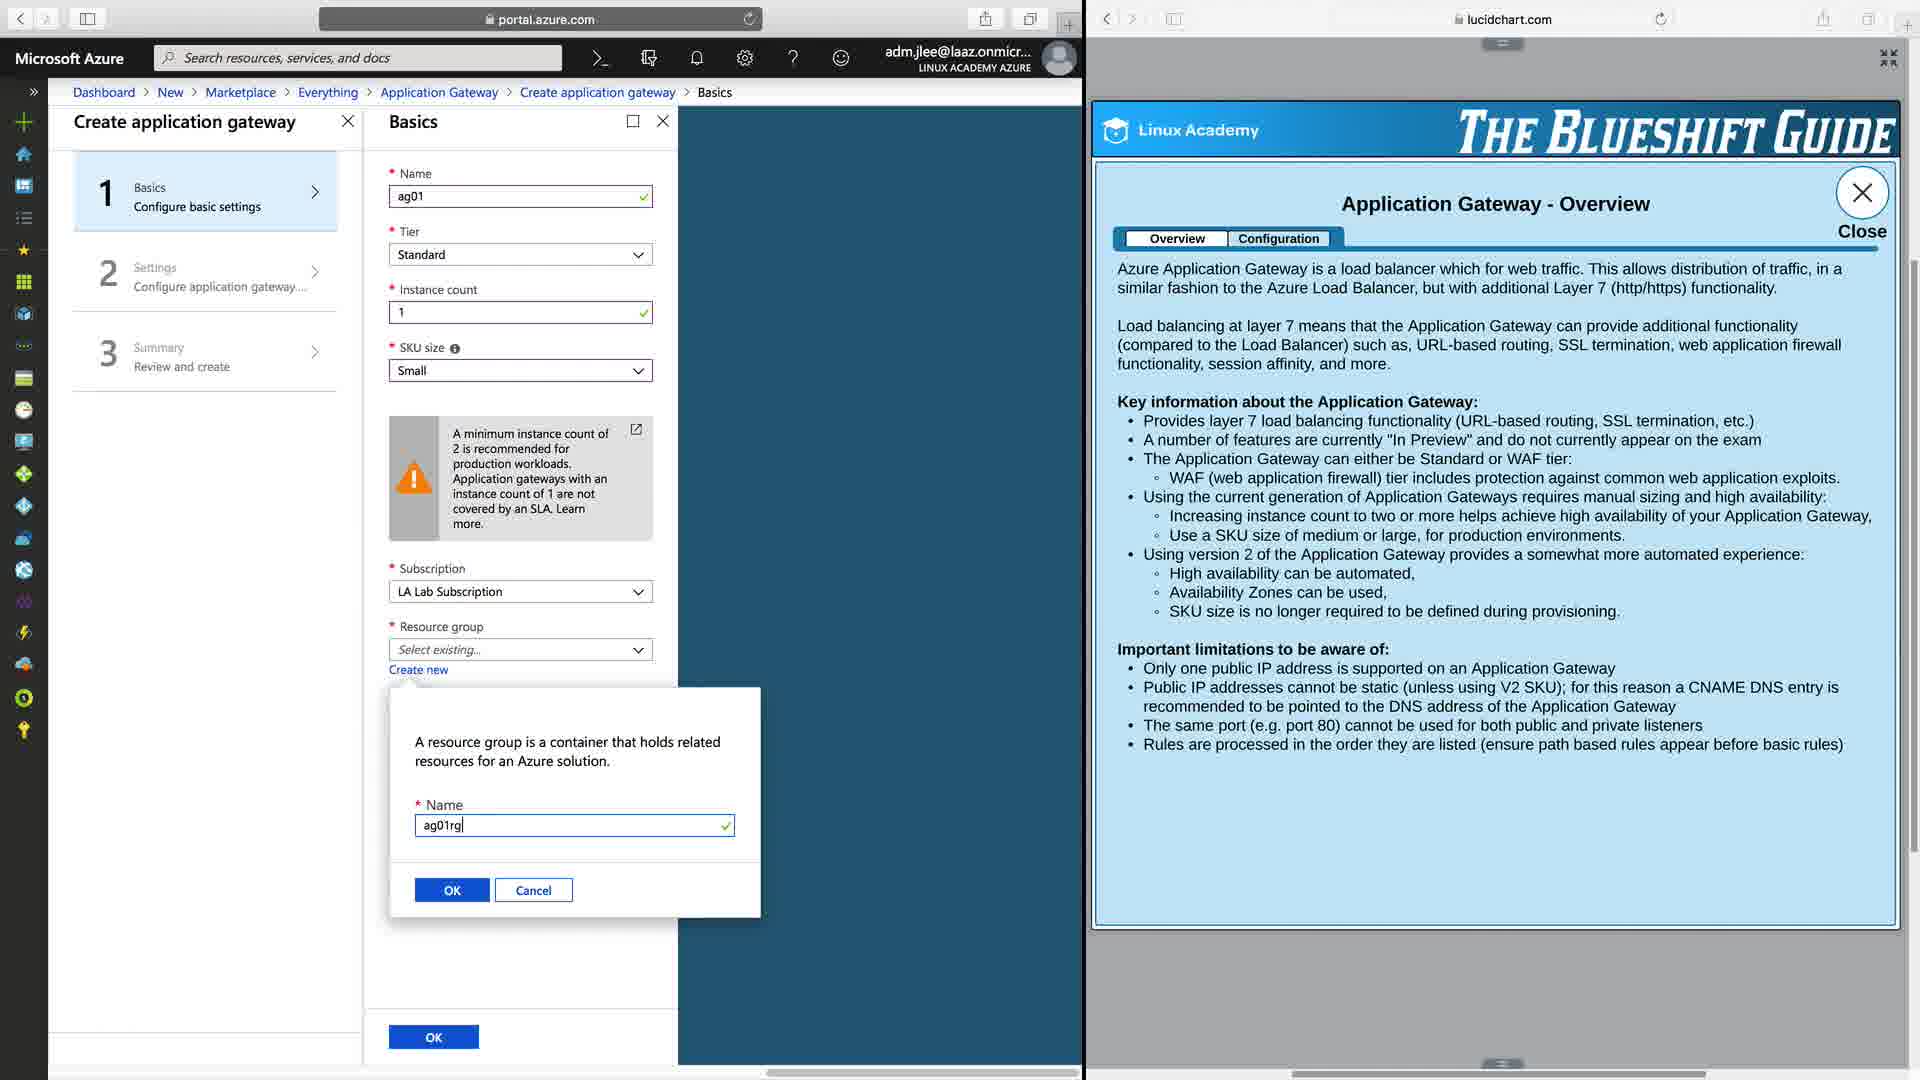 portal.azure.com
Microsoft Azure
Search resources, services, and docs
adm.jlee@laaz.onmicr...
LINUX ACADEMY AZURE
Dashboard > New > Marketplace > Everything > Application Gateway > Create application gateway > Basics
Create application gateway
1
Basics
Configure basic settings
2
Settings
Configure application gateway....
3
Summary
Review and create
Basics
* Name
ag01
* Tier
Standard
* Instance count
1
* SKU size
Small
A minimum instance count of
2 is recommended for
production workloads.
Application gateways with an
instance count of 1 are not
covered by an SLA. Learn
more.
* Subscription
LA Lab Subscription
* Resource group
Select existing...
Create new
A resource group is a container that holds related
resources for an Azure solution.
* Name
ag01rg
OK
Cancel
OK
lucidchart.com
Linux Academy
THE BLUESHIFT GUIDE
Application Gateway - Overview
Close
Overview
Configuration
Azure Application Gateway is a load balancer which for web traffic. This allows distribution of traffic, in a
similar fashion to the Azure Load Balancer, but with additional Layer 7 (http/https) functionality.
Load balancing at layer 7 means that the Application Gateway can provide additional functionality
(compared to the Load Balancer) such as, URL-based routing, SSL termination, web application firewall
functionality, session affinity, and more.
Key information about the Application Gateway:
• Provides layer 7 load balancing functionality (URL-based routing, SSL termination, etc.)
• A number of features are currently "In Preview" and do not currently appear on the exam
• The Application Gateway can either be Standard or WAF tier:
◦ WAF (web application firewall) tier includes protection against common web application exploits.
• Using the current generation of Application Gateways requires manual sizing and high availability:
◦ Increasing instance count to two or more helps achieve high availability of your Application Gateway,
◦ Use a SKU size of medium or large, for production environments.
• Using version 2 of the Application Gateway provides a somewhat more automated experience:
◦ High availability can be automated,
◦ Availability Zones can be used,
◦ SKU size is no longer required to be defined during provisioning.
Important limitations to be aware of:
• Only one public IP address is supported on an Application Gateway
• Public IP addresses cannot be static (unless using V2 SKU); for this reason a CNAME DNS entry is
recommended to be pointed to the DNS address of the Application Gateway
• The same port (e.g. port 80) cannot be used for both public and private listeners
• Rules are processed in the order they are listed (ensure path based rules appear before basic rules)